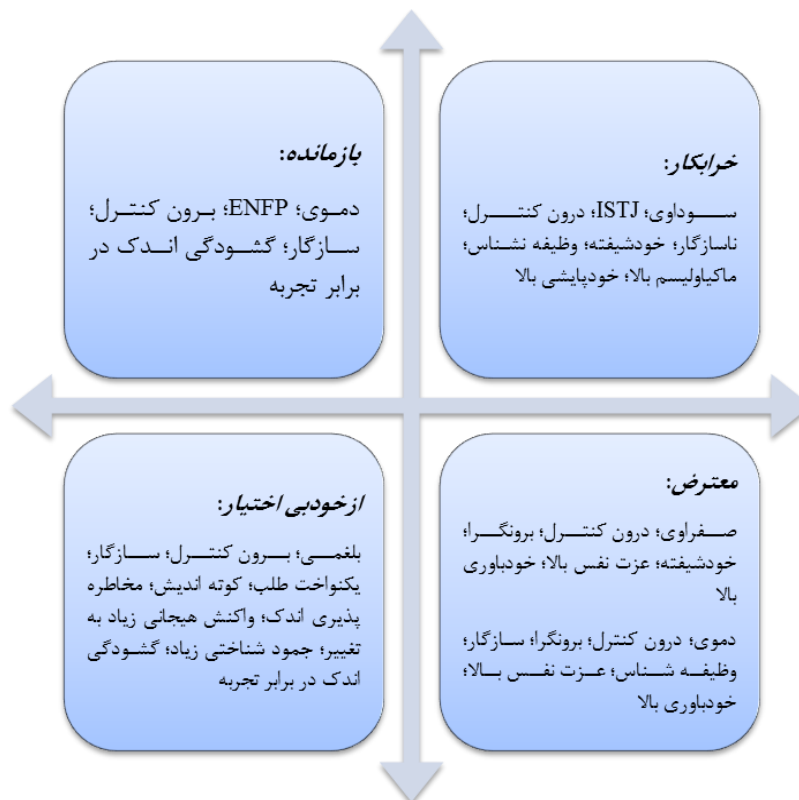 خرابکار:
سوداوی؛ ISTJ؛ درون کنترل؛
ناسازگار؛ خودشیفته؛ وظیفه نشناس؛
ماکیاولیسم بالا؛ خودپایشی بالا
بازمانده:
دموی؛ ENFP؛ برون کنترل؛
سازگار؛ گشودگی اندک در
برابر تجربه
معترض:
صفراوی؛ درون کنترل؛ برونگرا؛
خودشیفته؛ عزت نفس بالا؛ خودباوری
بالا
دموی؛ درون کنترل؛ برونگرا؛ سازگار؛
وظیفه شناس؛ عزت نفس بالا؛
خودباوری بالا
ازخودبی اختیار:
بلغمی؛ برون کنترل؛ سازگار؛
یکنواخت طلب؛ کوته اندیش؛ مخاطره
پذیری اندک؛ واکنش هیجانی زیاد به
تغییر؛ جمود شناختی زیاد؛ گشودگی
اندک در برابر تجربه